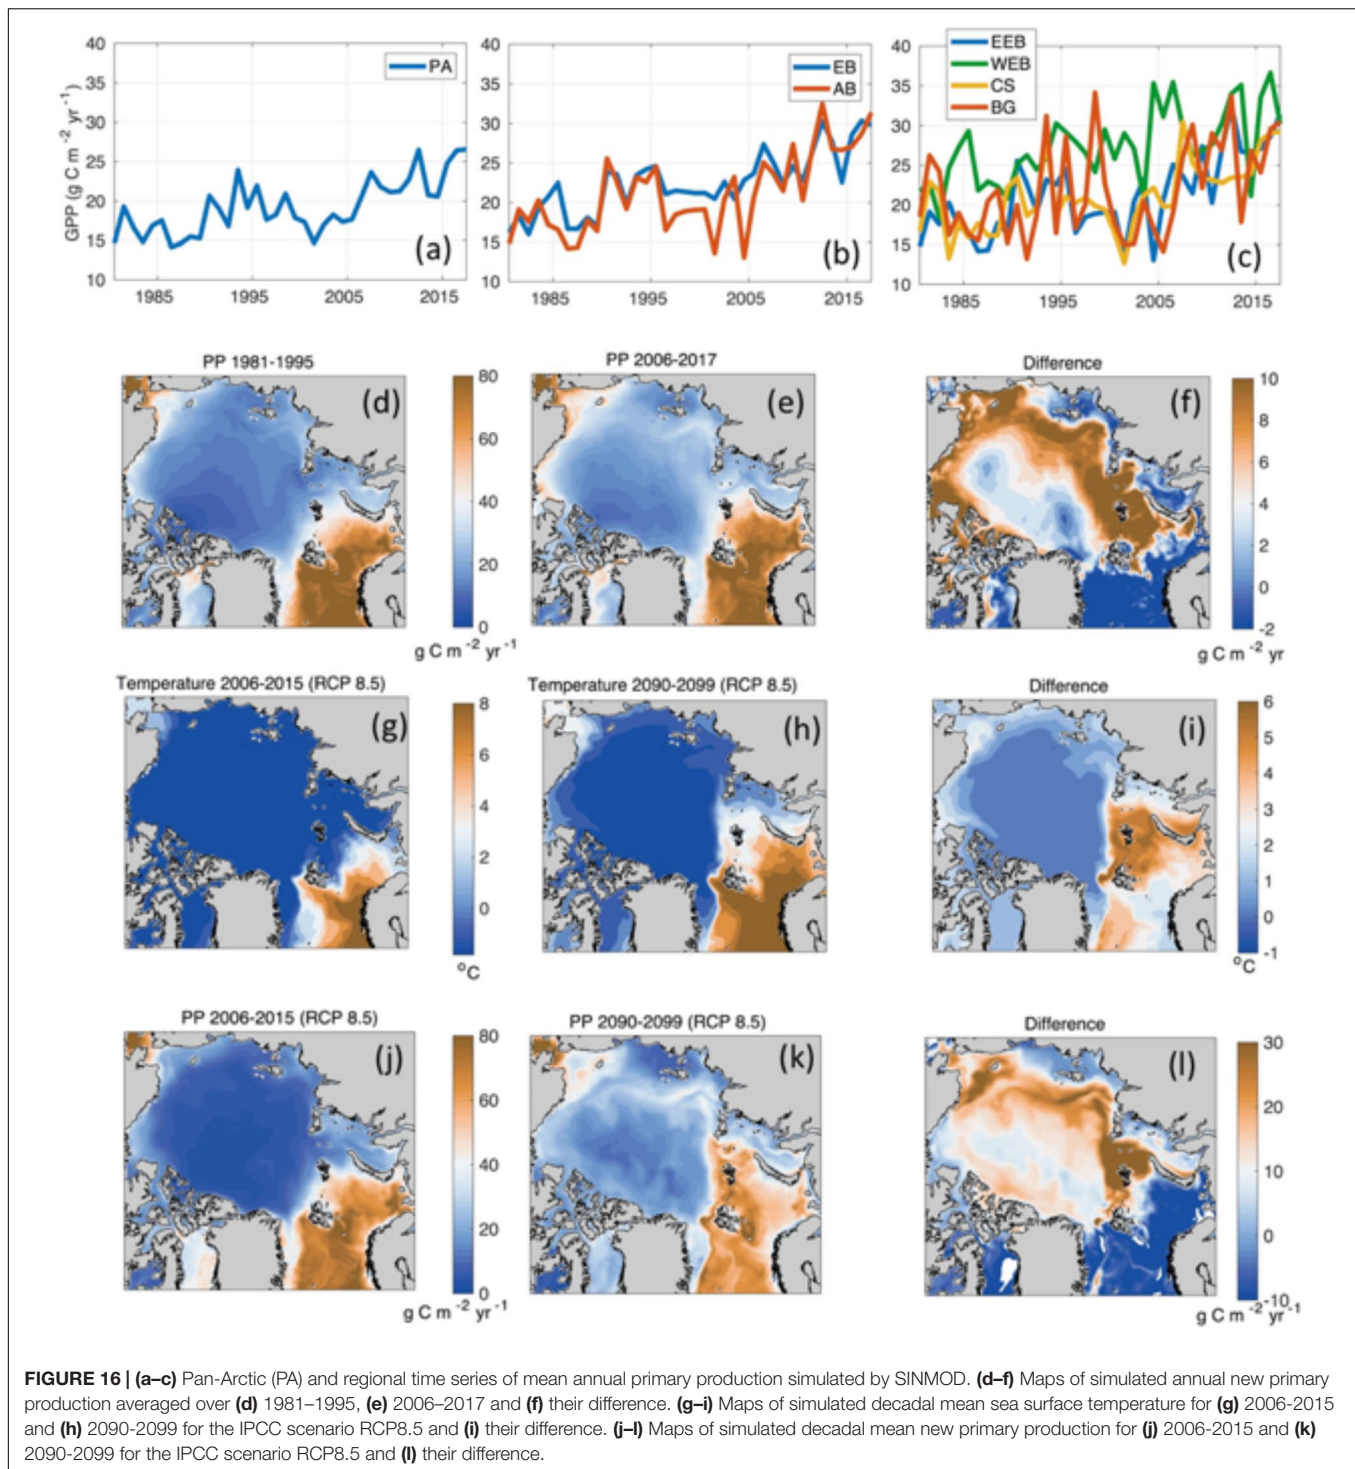 40
35
30
25
20
15
10
GPP (g C m⁻² yr⁻¹)
PA
(a)
1985 1995 2005 2015
40
35
30
25
20
15
10
EB
AB
(b)
1985 1995 2005 2015
40
35
30
25
20
15
10
EEB
WEB
CS
BG
(c)
1985 1995 2005 2015
PP 1981-1995
(d)
80
60
40
20
0
g C m⁻² yr⁻¹
PP 2006-2017
(e)
Difference
(f)
10
8
6
4
2
0
-2
g C m⁻² yr
Temperature 2006-2015 (RCP 8.5)
(g)
8
6
4
2
0
°C
Temperature 2090-2099 (RCP 8.5)
(h)
Difference
(i)
6
5
4
3
2
1
0
-1
°C
PP 2006-2015 (RCP 8.5)
(j)
80
60
40
20
0
g C m⁻² yr⁻¹
PP 2090-2099 (RCP 8.5)
(k)
Difference
(l)
30
20
10
0
-10
g C m⁻² yr⁻¹
FIGURE 16 | (a–c) Pan-Arctic (PA) and regional time series of mean annual primary production simulated by SINMOD. (d–f) Maps of simulated annual new primary
production averaged over (d) 1981–1995, (e) 2006–2017 and (f) their difference. (g–i) Maps of simulated decadal mean sea surface temperature for (g) 2006-2015
and (h) 2090-2099 for the IPCC scenario RCP8.5 and (i) their difference. (j–l) Maps of simulated decadal mean new primary production for (j) 2006-2015 and (k)
2090-2099 for the IPCC scenario RCP8.5 and (l) their difference.